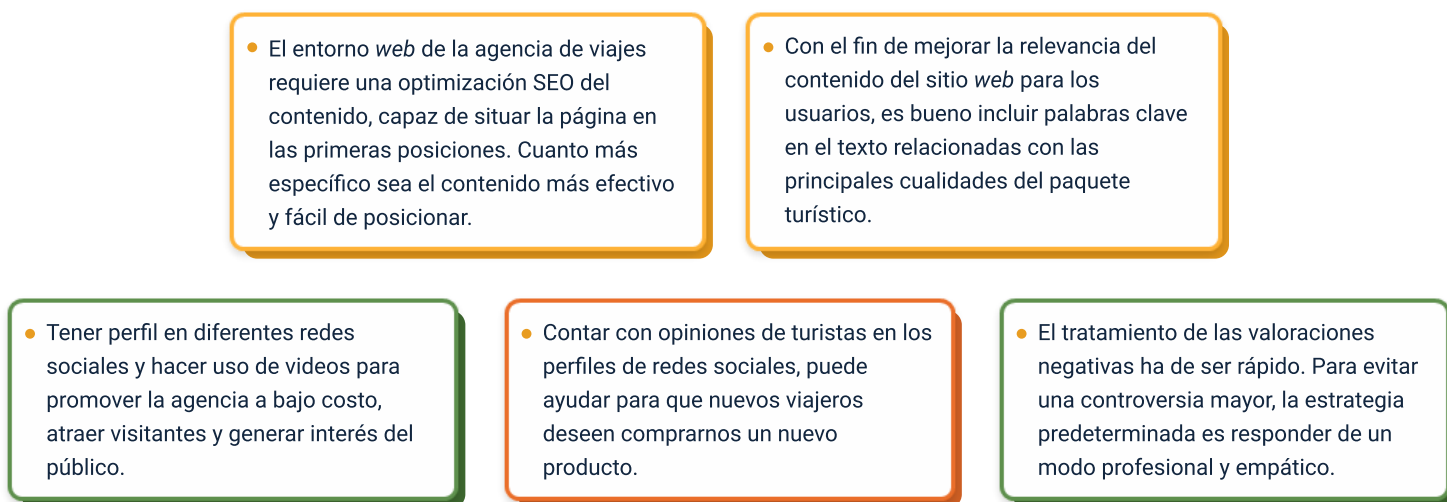 El entorno web de la agencia de viajes
requiere una optimización SEO del
contenido, capaz de situar la página en
las primeras posiciones. Cuanto más
específico sea el contenido más efectivo
y fácil de posicionar.
Con el fin de mejorar la relevancia del
contenido del sitio web para los
usuarios, es bueno incluir palabras clave
en el texto relacionadas con las
principales cualidades del paquete
turístico.
Tener perfil en diferentes redes
sociales y hacer uso de videos para
promover la agencia a bajo costo,
atraer visitantes y generar interés del
público.
Contar con opiniones de turistas en los
perfiles de redes sociales, puede
ayudar para que nuevos viajeros
deseen comprarnos un nuevo
producto.
El tratamiento de las valoraciones
negativas ha de ser rápido. Para evitar
una controversia mayor, la estrategia
predeterminada es responder de un
modo profesional y empático.